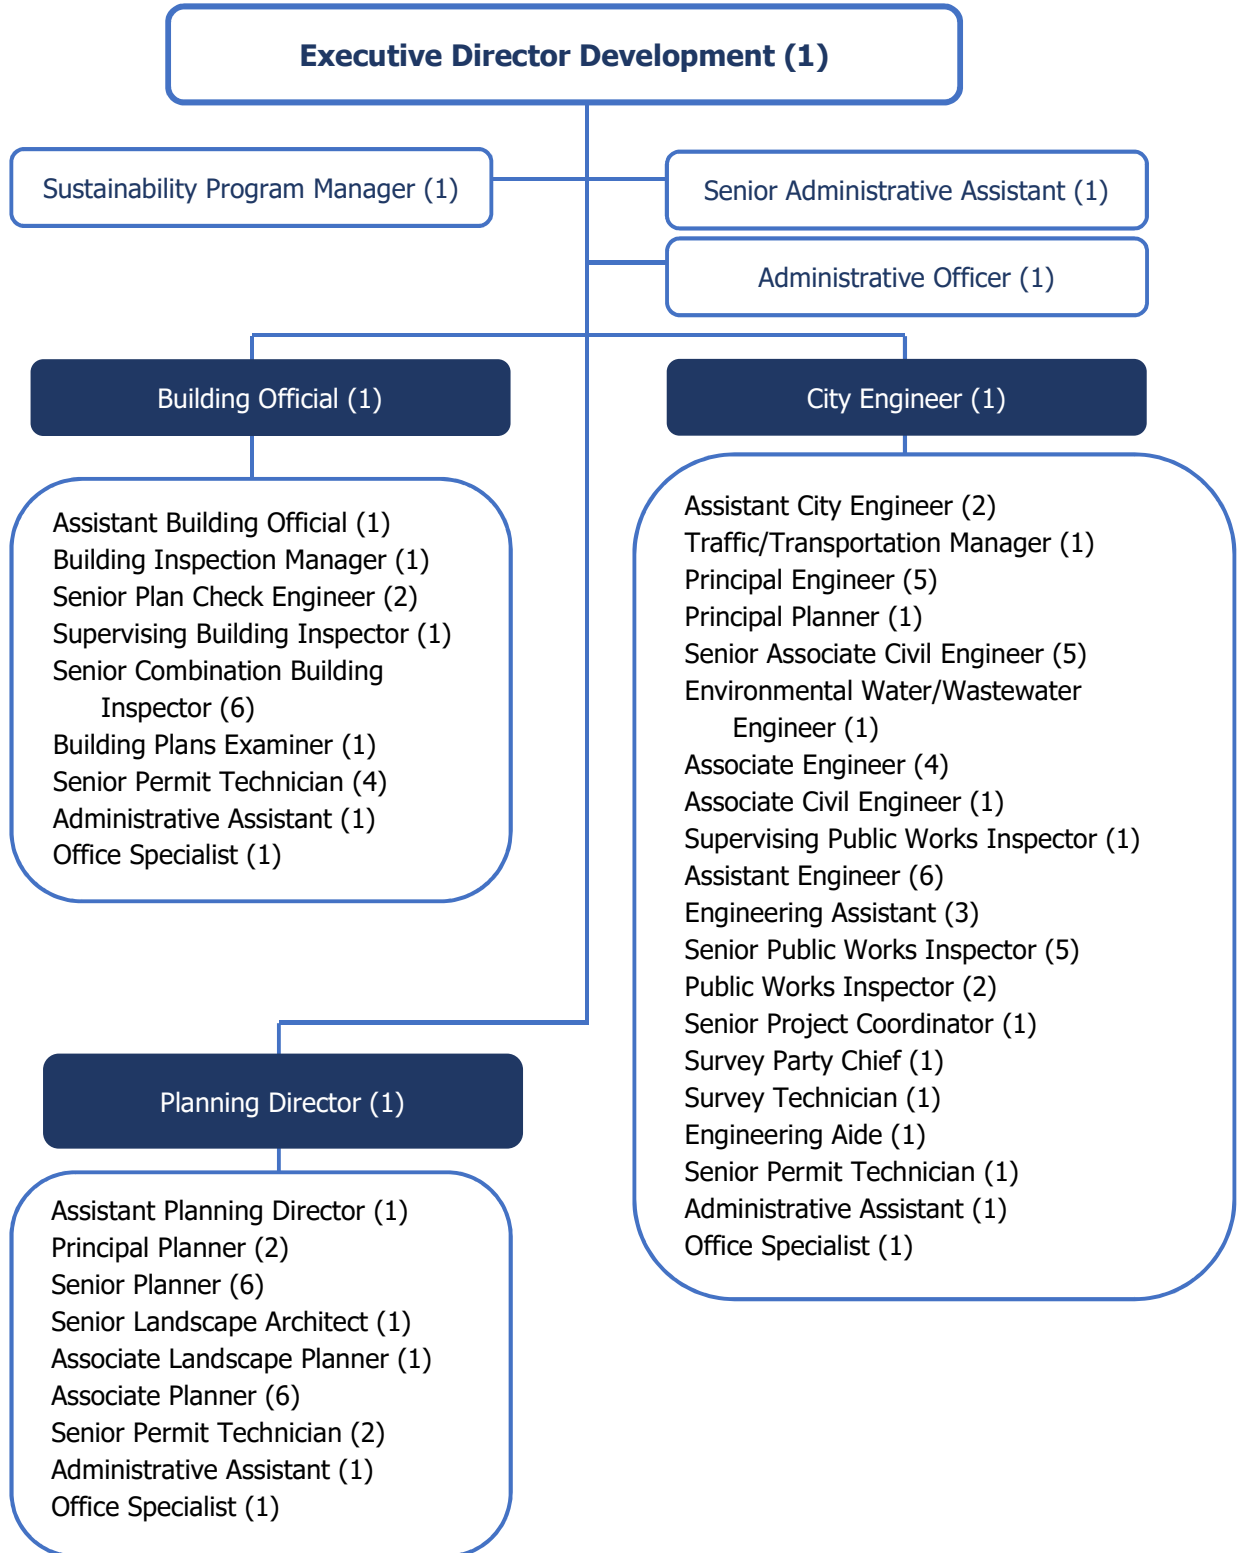 Executive Director Development (1)
Sustainability Program Manager (1)
Senior Administrative Assistant (1)
Administrative Officer (1)
Building Official (1)
City Engineer (1)
Assistant Building Official (1)
Building Inspection Manager (1)
Senior Plan Check Engineer (2)
Supervising Building Inspector (1)
Senior Combination Building
Inspector (6)
Building Plans Examiner (1)
Senior Permit Technician (4)
Administrative Assistant (1)
Office Specialist (1)
Assistant City Engineer (2)
Traffic/Transportation Manager (1)
Principal Engineer (5)
Principal Planner (1)
Senior Associate Civil Engineer (5)
Environmental Water/Wastewater
Engineer (1)
Associate Engineer (4)
Associate Civil Engineer (1)
Supervising Public Works Inspector (1)
Assistant Engineer (6)
Engineering Assistant (3)
Senior Public Works Inspector (5)
Public Works Inspector (2)
Senior Project Coordinator (1)
Survey Party Chief (1)
Survey Technician (1)
Engineering Aide (1)
Senior Permit Technician (1)
Administrative Assistant (1)
Office Specialist (1)
Planning Director (1)
Assistant Planning Director (1)
Principal Planner (2)
Senior Planner (6)
Senior Landscape Architect (1)
Associate Landscape Planner (1)
Associate Planner (6)
Senior Permit Technician (2)
Administrative Assistant (1)
Office Specialist (1)